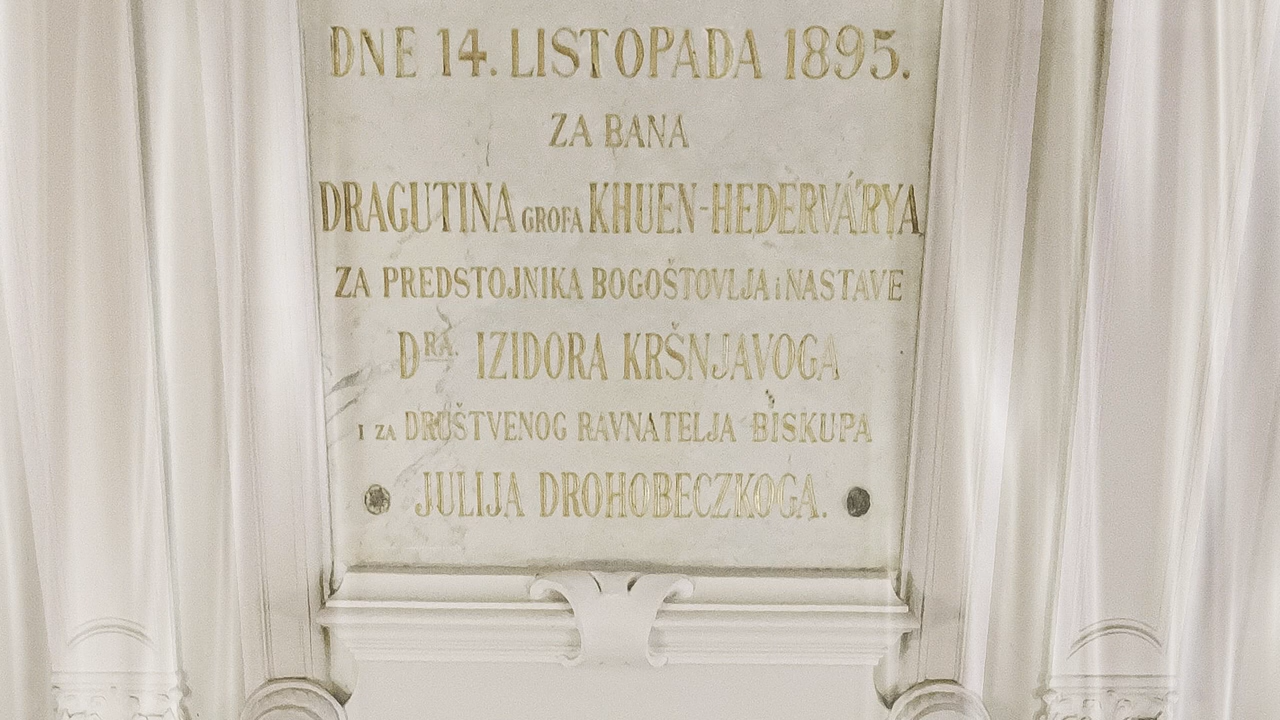 DNE 14. LISTOPADA 1895.
ZA BANA
DRAGUTINA GROFA KHUEN-HEDERVÁRYA
ZA PREDSTOJNIKA BOGOŠTOVLJA i NASTAVE
DRA. IZIDORA KRŠNJAVOGA
I ZA DRUŠTVENOG RAVNATELJA BISKUPA
JULIJA DROHOBECZKOGA.